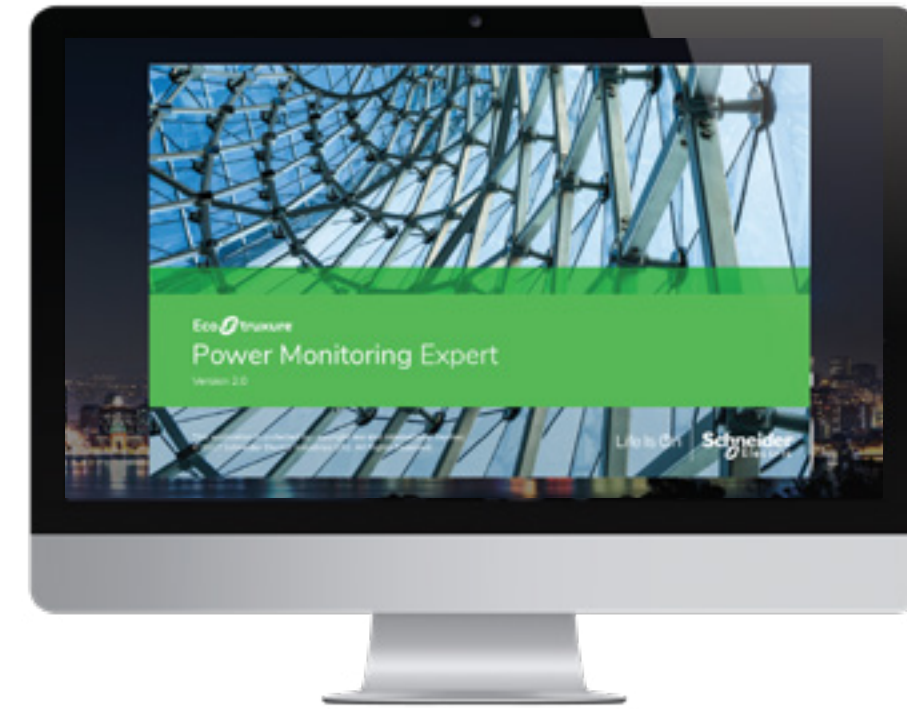 EcoStruxure
Power Monitoring Expert
Version 2.0
Life Is On
Schneider
Electric